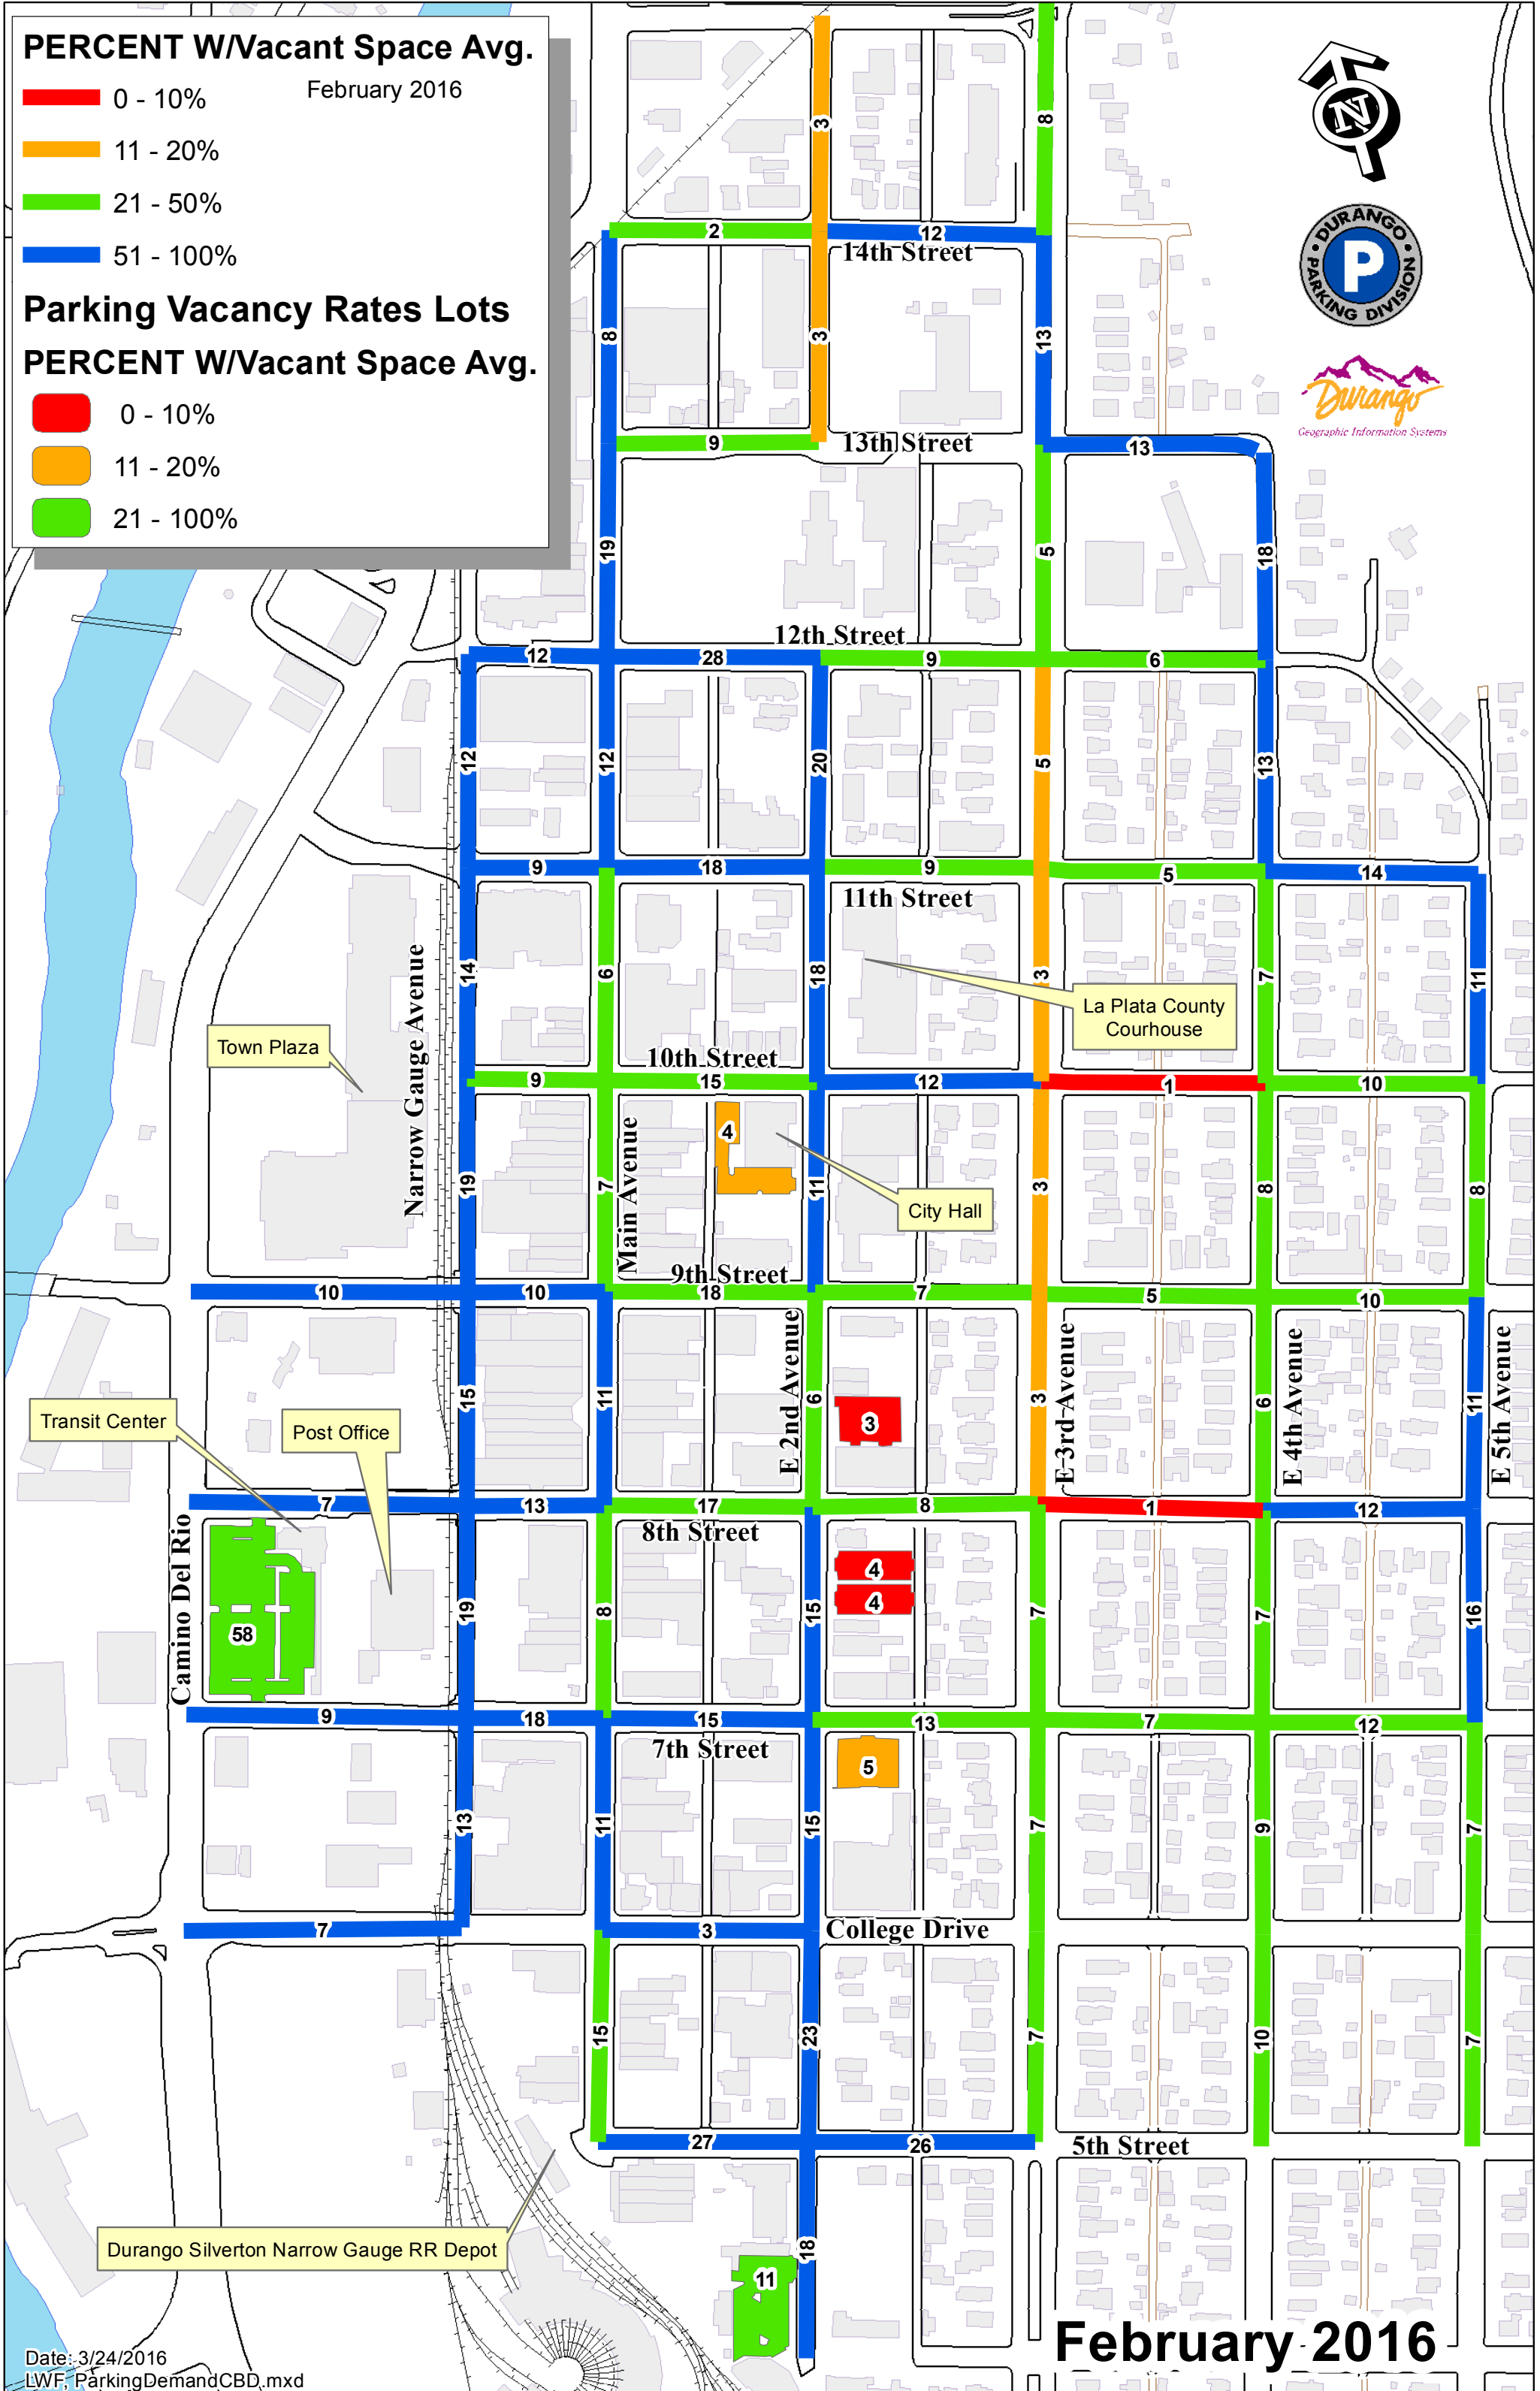 PERCENT W/Vacant Space Avg.
February 2016
0 - 10%
11 - 20%
21 - 50%
51 - 100%
Parking Vacancy Rates Lots
PERCENT W/Vacant Space Avg.
0 - 10%
11 - 20%
21 - 100%
N
DURANGO
P
PARKING DIVISION
Durango
Geographic Information Systems
3
8
2
12
14th Street
8
3
13
9
13th Street
13
19
5
18
12th Street
12
28
9
6
12
12
20
5
13
9
18
9
5
14
11th Street
14
6
18
3
7
11
La Plata County
Courhouse
Town Plaza
Narrow Gauge Avenue
10th Street
9
15
12
1
10
4
19
7
Main Avenue
11
3
8
8
City Hall
9th Street
10
10
18
7
5
10
E 2nd Avenue
E 3rd Avenue
E 4th Avenue
E 5th Avenue
15
11
6
3
3
6
11
Transit Center
Post Office
7
13
17
8
1
12
8th Street
Camino Del Rio
4
4
58
19
8
15
7
7
16
9
18
15
13
7
12
7th Street
5
13
11
15
7
9
7
7
3
College Drive
15
23
7
10
7
27
26
5th Street
Durango Silverton Narrow Gauge RR Depot
18
11
February 2016
Date: 3/24/2016
LWF, ParkingDemandCBD.mxd